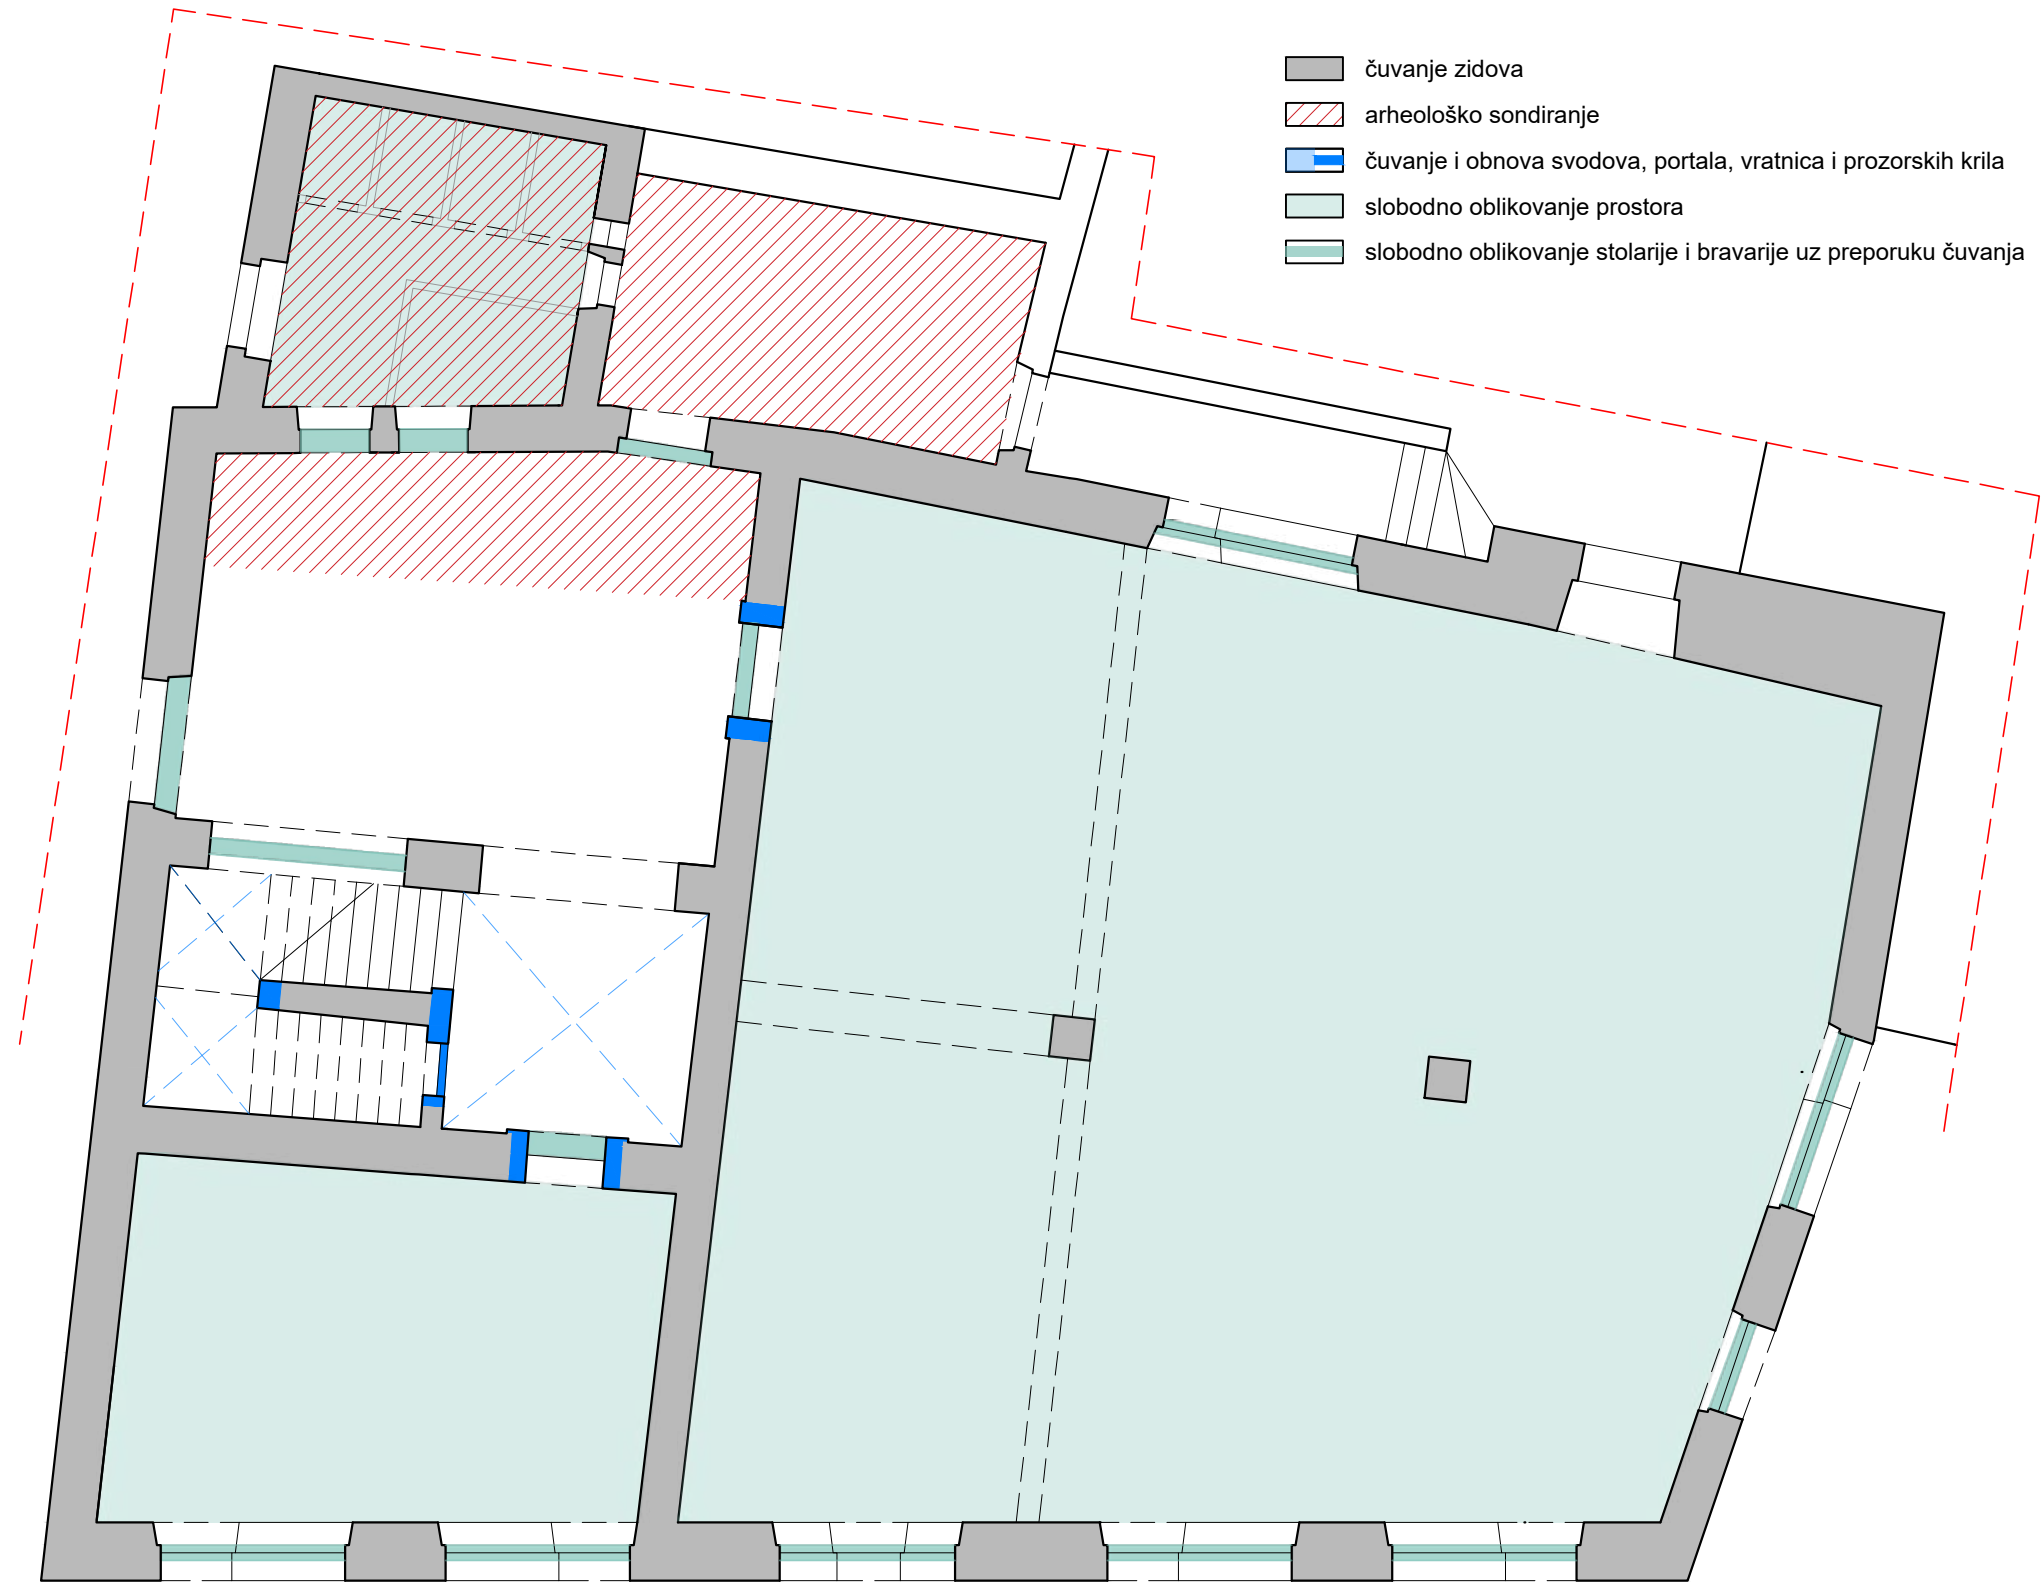 čuvanje zidova
arheološko sondiranje
čuvanje i obnova svodova, portala, vratnica i prozorskih krila
slobodno oblikovanje prostora
slobodno oblikovanje stolarije i bravarije uz preporuku čuvanja